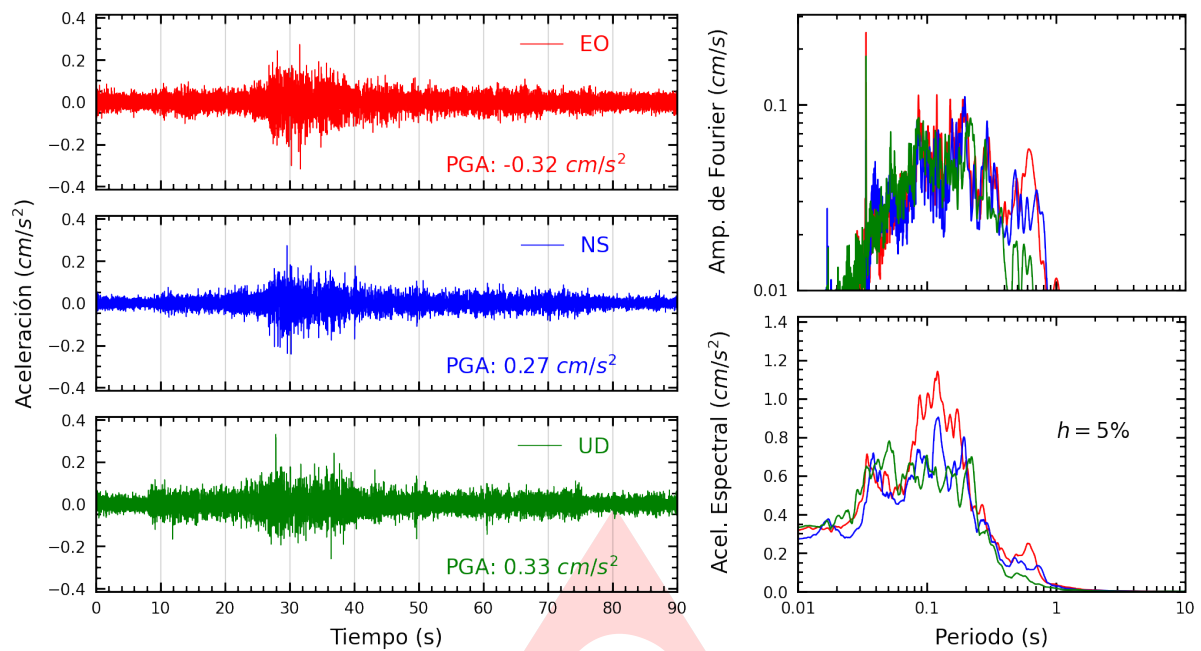 Aceleración (cm/s²)
0.4
0.2
0.0
−0.2
−0.4
EO
PGA: -0.32 cm/s²
0.4
0.2
0.0
−0.2
−0.4
NS
PGA: 0.27 cm/s²
0.4
0.2
0.0
−0.2
−0.4
UD
PGA: 0.33 cm/s²
0 10 20 30 40 50 60 70 80 90
Tiempo (s)
Amp. de Fourier (cm/s)
0.1
0.01
Acel. Espectral (cm/s²)
1.4
1.2
1.0
0.8
0.6
0.4
0.2
0.0
h = 5%
0.01 0.1 1 10
Periodo (s)